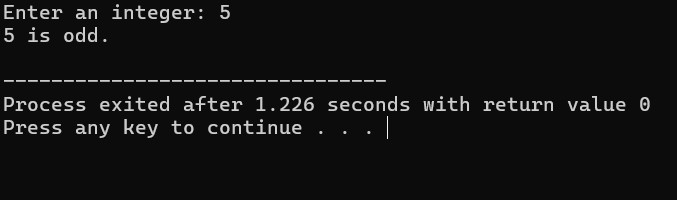 Enter an integer: 5
5 is odd.
--------------------------------
Process exited after 1.226 seconds with return value 0
Press any key to continue . . .